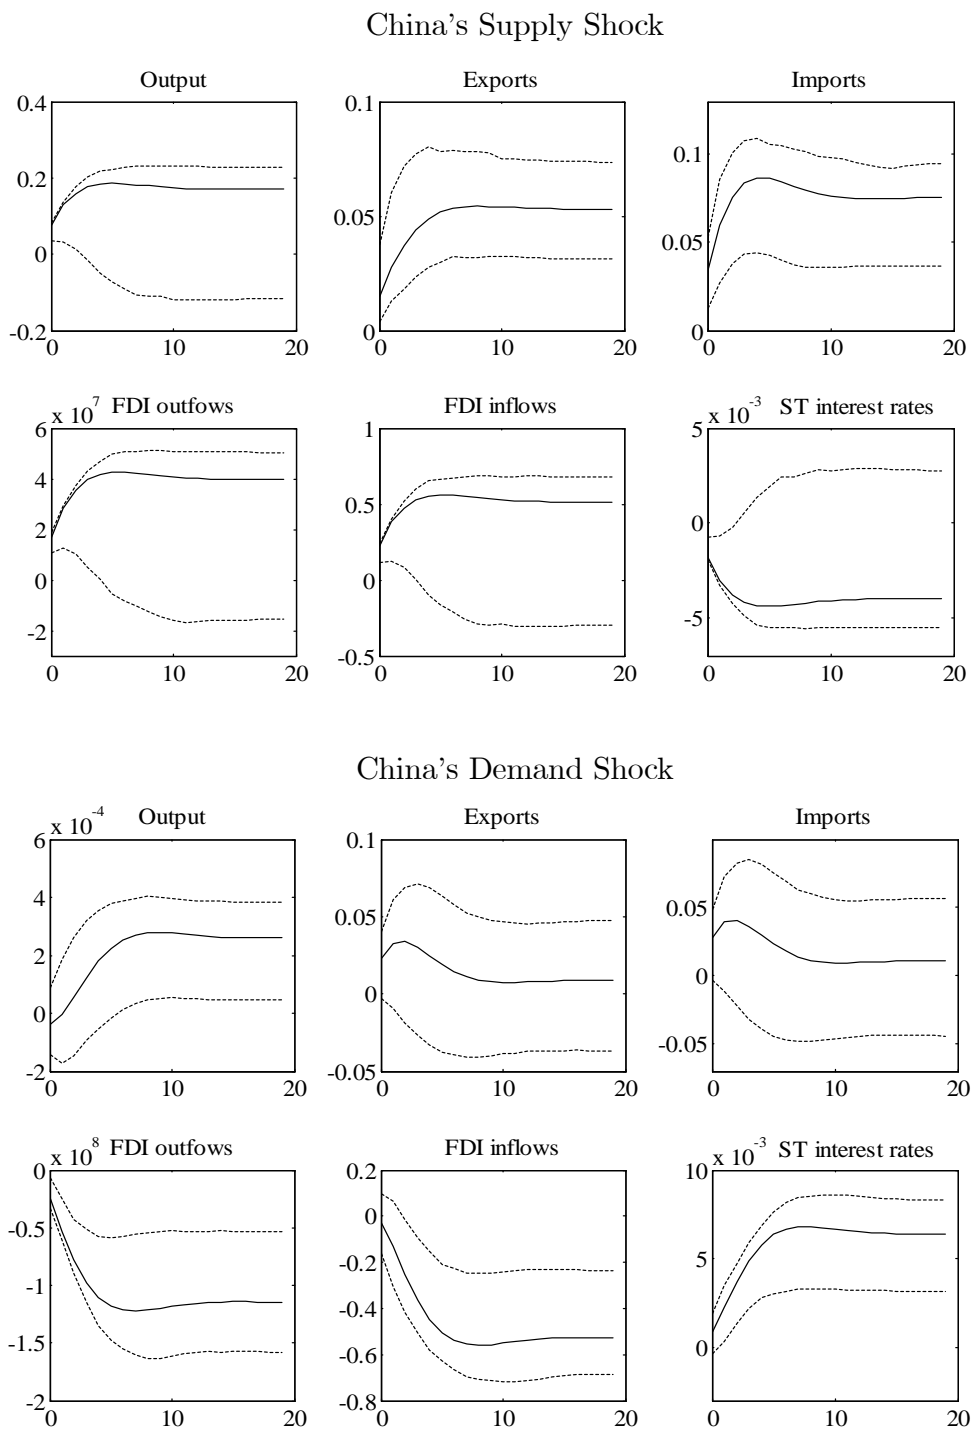 China's Supply Shock
Output Exports Imports
0.4 0.2 0 -0.2 0 10 20
0.1 0.05 0 0 10 20
0.1 0.05 0 0 10 20
x 10^7 FDI outfows FDI inflows x 10^-3 ST interest rates
6 4 2 0 -2 0 10 20
1 0.5 0 -0.5 0 10 20
5 0 -5 0 10 20
China's Demand Shock
x 10^-4 Output Exports Imports
6 4 2 0 -2 0 10 20
0.1 0.05 0 -0.05 0 10 20
0.05 0 -0.05 0 10 20
x 10^8 FDI outfows FDI inflows x 10^-3 ST interest rates
0 -0.5 -1 -1.5 -2 0 10 20
0.2 0 -0.2 -0.4 -0.6 -0.8 0 10 20
10 5 0 0 10 20